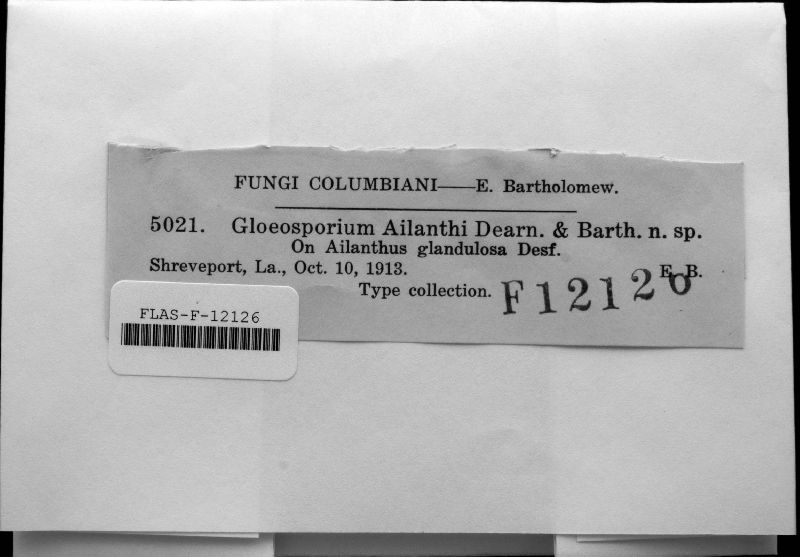 FUNGI COLUMBIANI——E. Bartholomew.
5021. Gloeosporium Ailanthi Dearn. & Barth. n. sp.
On Ailanthus glandulosa Desf.
Shreveport, La., Oct. 10, 1913. E. B.
Type collection. F12126
FLAS-F-12126